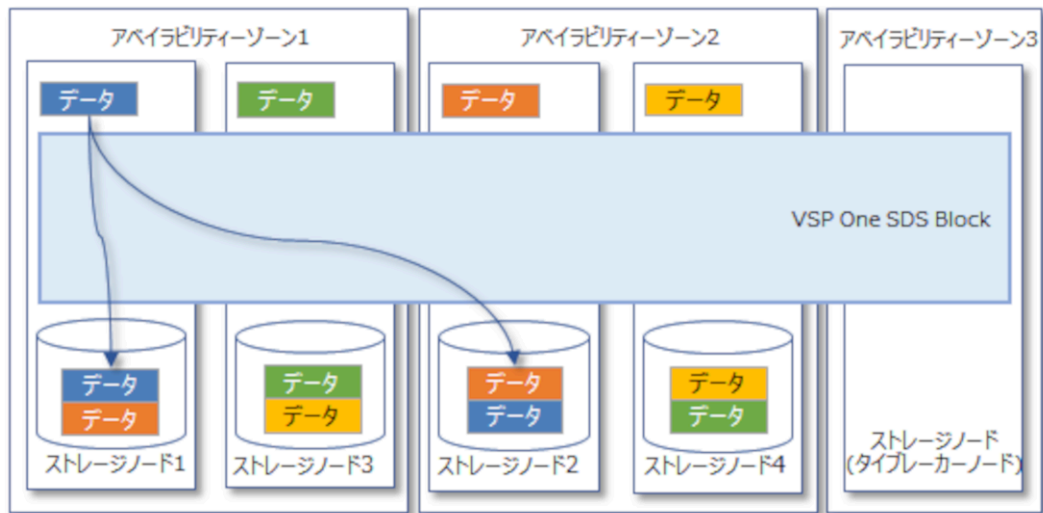 アベイラビリティーゾーン1
アベイラビリティーゾーン2
アベイラビリティーゾーン3
データ
データ
データ
データ
VSP One SDS Block
データ
データ
データ
データ
データ
データ
データ
データ
ストレージノード1
ストレージノード3
ストレージノード2
ストレージノード4
ストレージノード
(タイブレーカーノード)